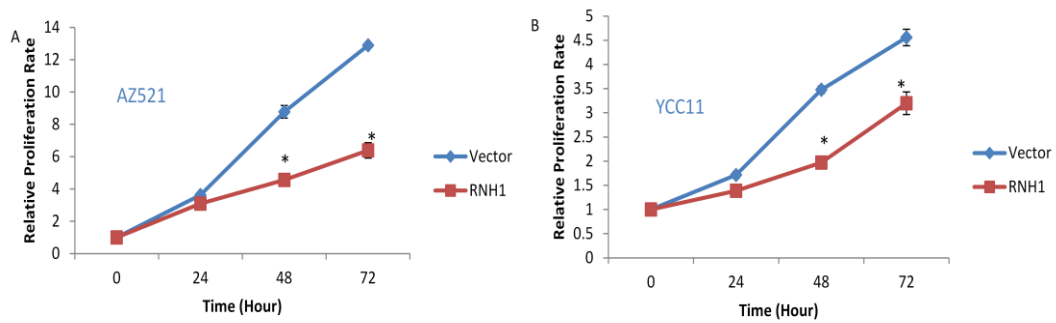 A
AZ521
Relative Proliferation Rate
14
12
10
8
6
4
2
0
*
*
0 24 48 72
Time (Hour)
Vector
RNH1
B
YCC11
Relative Proliferation Rate
5
4.5
4
3.5
3
2.5
2
1.5
1
0.5
0
*
*
0 24 48 72
Time (Hour)
Vector
RNH1